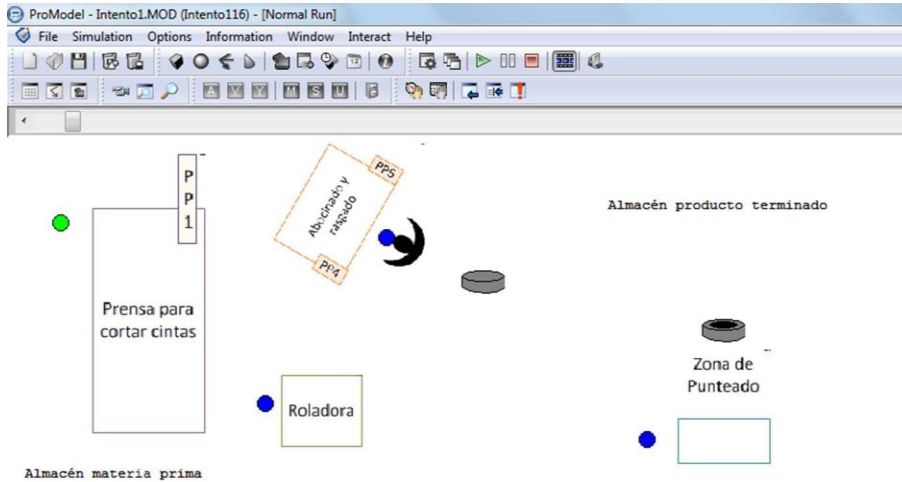 ProModel - Intento1.MOD (Intento116) - [Normal Run]
File Simulation Options Information Window Interact Help
P
P
1
PP5
Abocinado y
rasgado
PP4
Almacén producto terminado
Prensa para
cortar cintas
Zona de
Punteado
Roladora
Almacén materia prima